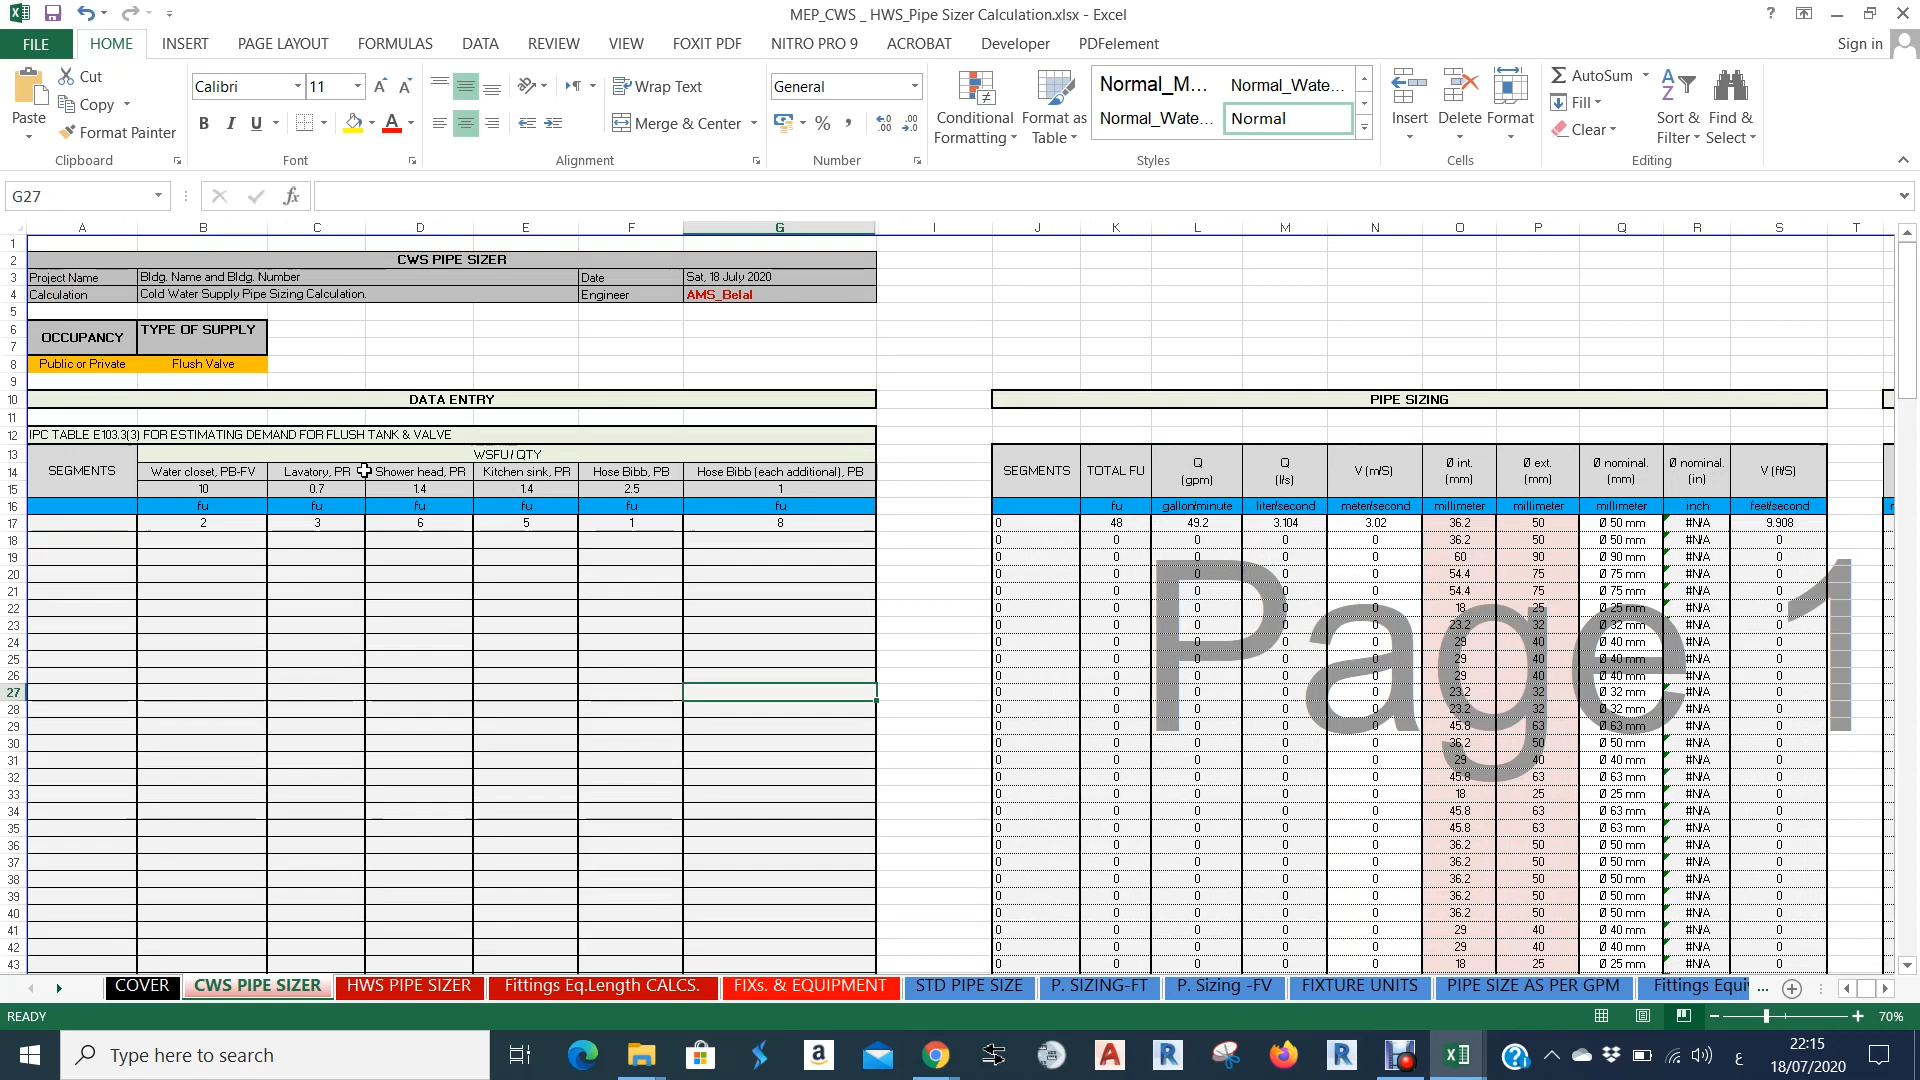 MEP_CWS _ HWS_Pipe Sizer Calculation.xlsx - Excel
FILE HOME INSERT PAGE LAYOUT FORMULAS DATA REVIEW VIEW FOXIT PDF NITRO PRO 9 ACROBAT Developer PDFelement Sign in
Cut
Copy
Format Painter
Paste
Clipboard
Calibri 11
B I U
Font
Wrap Text
Merge & Center
Alignment
General
Number
Conditional Formatting
Format as Table
Normal_M... Normal_Wate...
Normal_Wate... Normal
Styles
Insert Delete Format
Cells
AutoSum
Fill
Clear
Sort & Filter
Find & Select
Editing
G27 fx
A B C D E F G I J K L M N O P Q R S T
CWS PIPE SIZER
Project Name Bldg. Name and Bldg. Number Date Sat, 18 July 2020
Calculation Cold Water Supply Pipe Sizing Calculation. Engineer AMS_Belal
OCCUPANCY TYPE OF SUPPLY
Public or Private Flush Valve
DATA ENTRY PIPE SIZING
IPC TABLE E103.3(3) FOR ESTIMATING DEMAND FOR FLUSH TANK & VALVE
SEGMENTS WSFU / QTY
Water closet, PB-FV Lavatory, PR Shower head, PR Kitchen sink, PR Hose Bibb, PB Hose Bibb (each additional), PB
10 0.7 1.4 1.4 2.5 1
fu fu fu fu fu fu
2 3 6 5 1 8
SEGMENTS TOTAL FU Q (gpm) Q (l/s) V (m/S) Ø int. (mm) Ø ext. (mm) Ø nominal. (mm) Ø nominal. (in) V (ft/S)
fu gallon/minute liter/second meter/second millimeter millimeter millimeter inch feet/second
0 48 49.2 3.104 3.02 36.2 50 Ø 50 mm #N/A 9.908
0 0 0 0 0 36.2 50 Ø 50 mm #N/A 0
0 0 0 0 0 60 90 Ø 90 mm #N/A 0
0 0 0 0 0 54.4 75 Ø 75 mm #N/A 0
0 0 0 0 0 54.4 75 Ø 75 mm #N/A 0
0 0 0 0 0 18 25 Ø 25 mm #N/A 0
0 0 0 0 0 23.2 32 Ø 32 mm #N/A 0
0 0 0 0 0 29 40 Ø 40 mm #N/A 0
0 0 0 0 0 29 40 Ø 40 mm #N/A 0
0 0 0 0 0 29 40 Ø 40 mm #N/A 0
0 0 0 0 0 23.2 32 Ø 32 mm #N/A 0
0 0 0 0 0 23.2 32 Ø 32 mm #N/A 0
0 0 0 0 0 45.8 63 Ø 63 mm #N/A 0
0 0 0 0 0 36.2 50 Ø 50 mm #N/A 0
0 0 0 0 0 29 40 Ø 40 mm #N/A 0
0 0 0 0 0 45.8 63 Ø 63 mm #N/A 0
0 0 0 0 0 18 25 Ø 25 mm #N/A 0
0 0 0 0 0 45.8 63 Ø 63 mm #N/A 0
0 0 0 0 0 45.8 63 Ø 63 mm #N/A 0
0 0 0 0 0 36.2 50 Ø 50 mm #N/A 0
0 0 0 0 0 36.2 50 Ø 50 mm #N/A 0
0 0 0 0 0 36.2 50 Ø 50 mm #N/A 0
0 0 0 0 0 36.2 50 Ø 50 mm #N/A 0
0 0 0 0 0 36.2 50 Ø 50 mm #N/A 0
0 0 0 0 0 29 40 Ø 40 mm #N/A 0
0 0 0 0 0 29 40 Ø 40 mm #N/A 0
0 0 0 0 0 18 25 Ø 25 mm #N/A 0
Page 1
COVER CWS PIPE SIZER HWS PIPE SIZER Fittings Eq.Length CALCS. FIXs. & EQUIPMENT STD PIPE SIZE P. SIZING-FT P. Sizing -FV FIXTURE UNITS PIPE SIZE AS PER GPM Fittings Equi ...
READY 70%
Type here to search
ع
22:15
18/07/2020